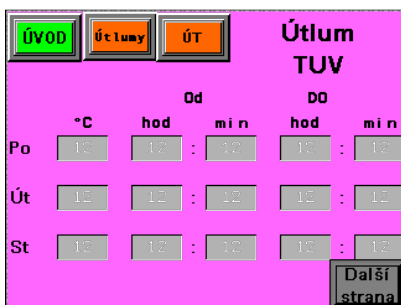 ÚVOD Útlumy ÚT Útlum
TUV
Od DO
°C hod min hod min
Po 12 12 : 12 12 : 12
Út 12 12 : 12 12 : 12
St 12 12 : 12 12 : 12
Další
strana